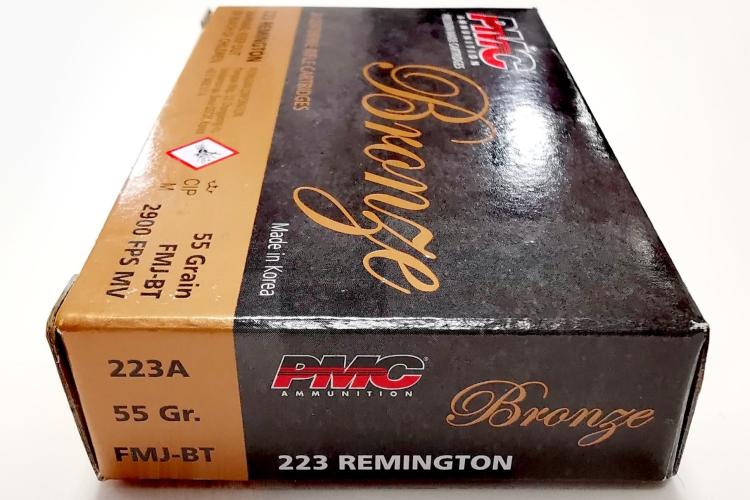 PMC
AMMUNITION
Bronze
Made in Korea
223 REMINGTON
CIP
M
55 Grain
FMJ-BT
2900 FPS MV
223A
55 Gr.
FMJ-BT
PMC®
AMMUNITION
Bronze
223 REMINGTON